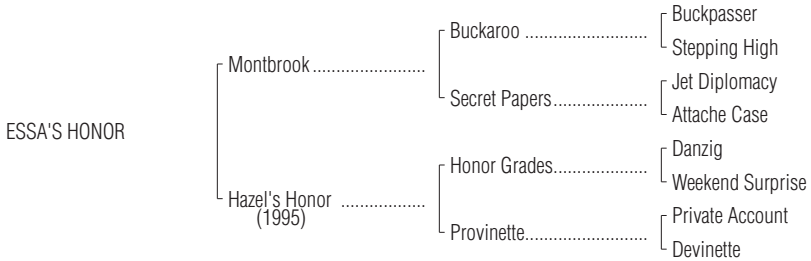 Buckpasser
Buckaroo ..........................
Stepping High
Montbrook ........................
Jet Diplomacy
Secret Papers....................
Attache Case
ESSA'S HONOR
Danzig
Honor Grades....................
Weekend Surprise
Hazel's Honor ..................
(1995)
Private Account
Provinette..........................
Devinette